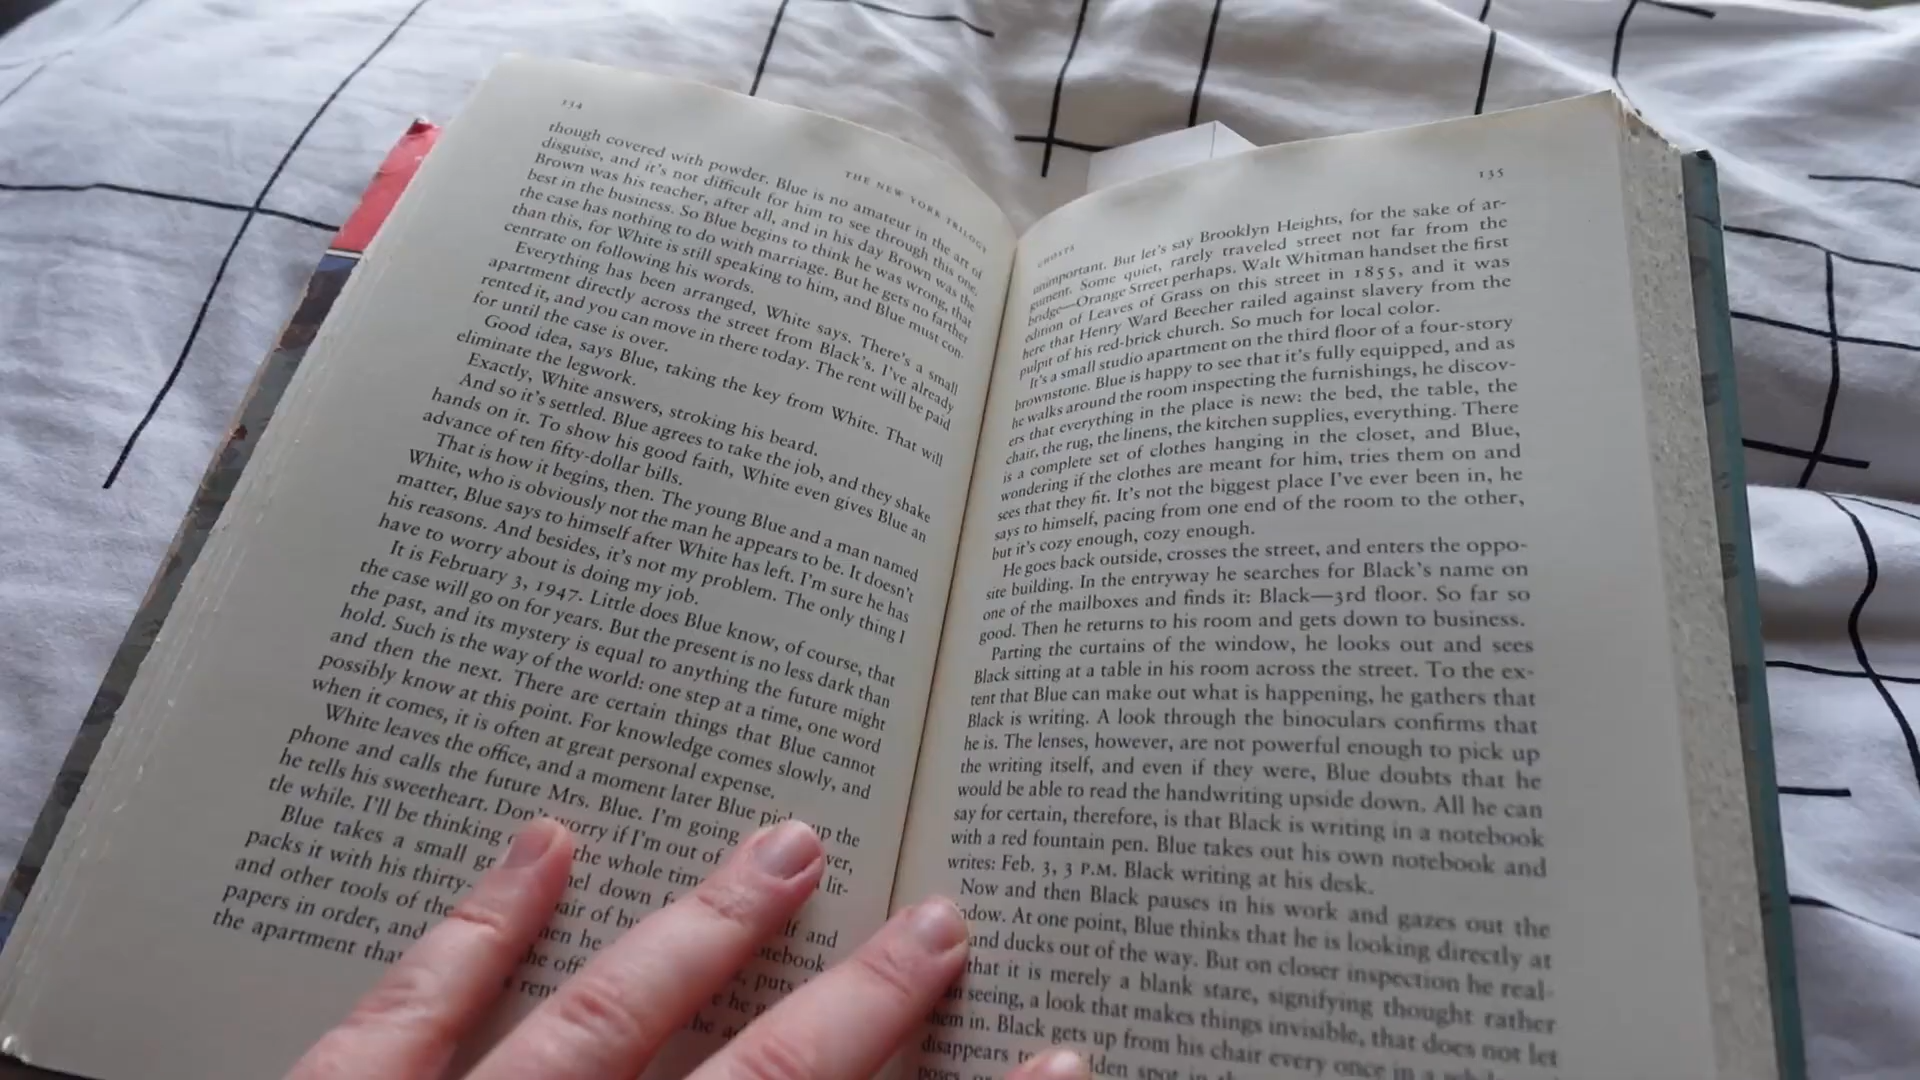 134
THE NEW YORK TRILOGY
though covered with powder. Blue is no amateur in the art of
disguise, and it's not difficult for him to see through this one.
Brown was his teacher, after all, and in his day Brown was the
best in the business. So Blue begins to think he was wrong, that
the case has nothing to do with marriage. But he gets no farther
than this, for White is still speaking to him, and Blue must con-
centrate on following his words.
Everything has been arranged, White says. There's a small
apartment directly across the street from Black's. I've already
rented it, and you can move in there today. The rent will be paid
for until the case is over.
Good idea, says Blue, taking the key from White. That will
eliminate the legwork.
Exactly, White answers, stroking his beard.
And so it's settled. Blue agrees to take the job, and they shake
hands on it. To show his good faith, White even gives Blue an
advance of ten fifty-dollar bills.
That is how it begins, then. The young Blue and a man named
White, who is obviously not the man he appears to be. It doesn't
matter, Blue says to himself after White has left. I'm sure he has
his reasons. And besides, it's not my problem. The only thing I
have to worry about is doing my job.
It is February 3, 1947. Little does Blue know, of course, that
the case will go on for years. But the present is no less dark than
the past, and its mystery is equal to anything the future might
hold. Such is the way of the world: one step at a time, one word
and then the next. There are certain things that Blue cannot
possibly know at this point. For knowledge comes slowly, and
when it comes, it is often at great personal expense.
White leaves the office, and a moment later Blue up the
phone and calls the future Mrs. Blue. I'm going
he tells his sweetheart. Don't worry if I'm out of lit-
tle while. I'll be thinking the whole time
Blue takes a small down and
packs it with his thirty-
and other tools of the puts
papers in order, and the
the apartment that
135
GHOSTS
unimportant. But let's say Brooklyn Heights, for the sake of ar-
gument. Some quiet, rarely traveled street not far from the
bridge—Orange Street perhaps. Walt Whitman handset the first
edition of Leaves of Grass on this street in 1855, and it was
here that Henry Ward Beecher railed against slavery from the
pulpit of his red-brick church. So much for local color.
It's a small studio apartment on the third floor of a four-story
brownstone. Blue is happy to see that it's fully equipped, and as
he walks around the room inspecting the furnishings, he discov-
ers that everything in the place is new: the bed, the table, the
chair, the rug, the linens, the kitchen supplies, everything. There
is a complete set of clothes hanging in the closet, and Blue,
wondering if the clothes are meant for him, tries them on and
sees that they fit. It's not the biggest place I've ever been in, he
says to himself, pacing from one end of the room to the other,
but it's cozy enough, cozy enough.
He goes back outside, crosses the street, and enters the oppo-
site building. In the entryway he searches for Black's name on
one of the mailboxes and finds it: Black—3rd floor. So far so
good. Then he returns to his room and gets down to business.
Parting the curtains of the window, he looks out and sees
Black sitting at a table in his room across the street. To the ex-
tent that Blue can make out what is happening, he gathers that
Black is writing. A look through the binoculars confirms that
he is. The lenses, however, are not powerful enough to pick up
the writing itself, and even if they were, Blue doubts that he
would be able to read the handwriting upside down. All he can
say for certain, therefore, is that Black is writing in a notebook
with a red fountain pen. Blue takes out his own notebook and
writes: Feb. 3, 3 P.M. Black writing at his desk.
Now and then Black pauses in his work and gazes out the
At one point, Blue thinks that he is looking directly at
and ducks out of the way. But on closer inspection he real-
that it is merely a blank stare, signifying thought rather
seeing, a look that makes things invisible, that does not let
them in. Black gets up from his chair every once in a
disappears spot in